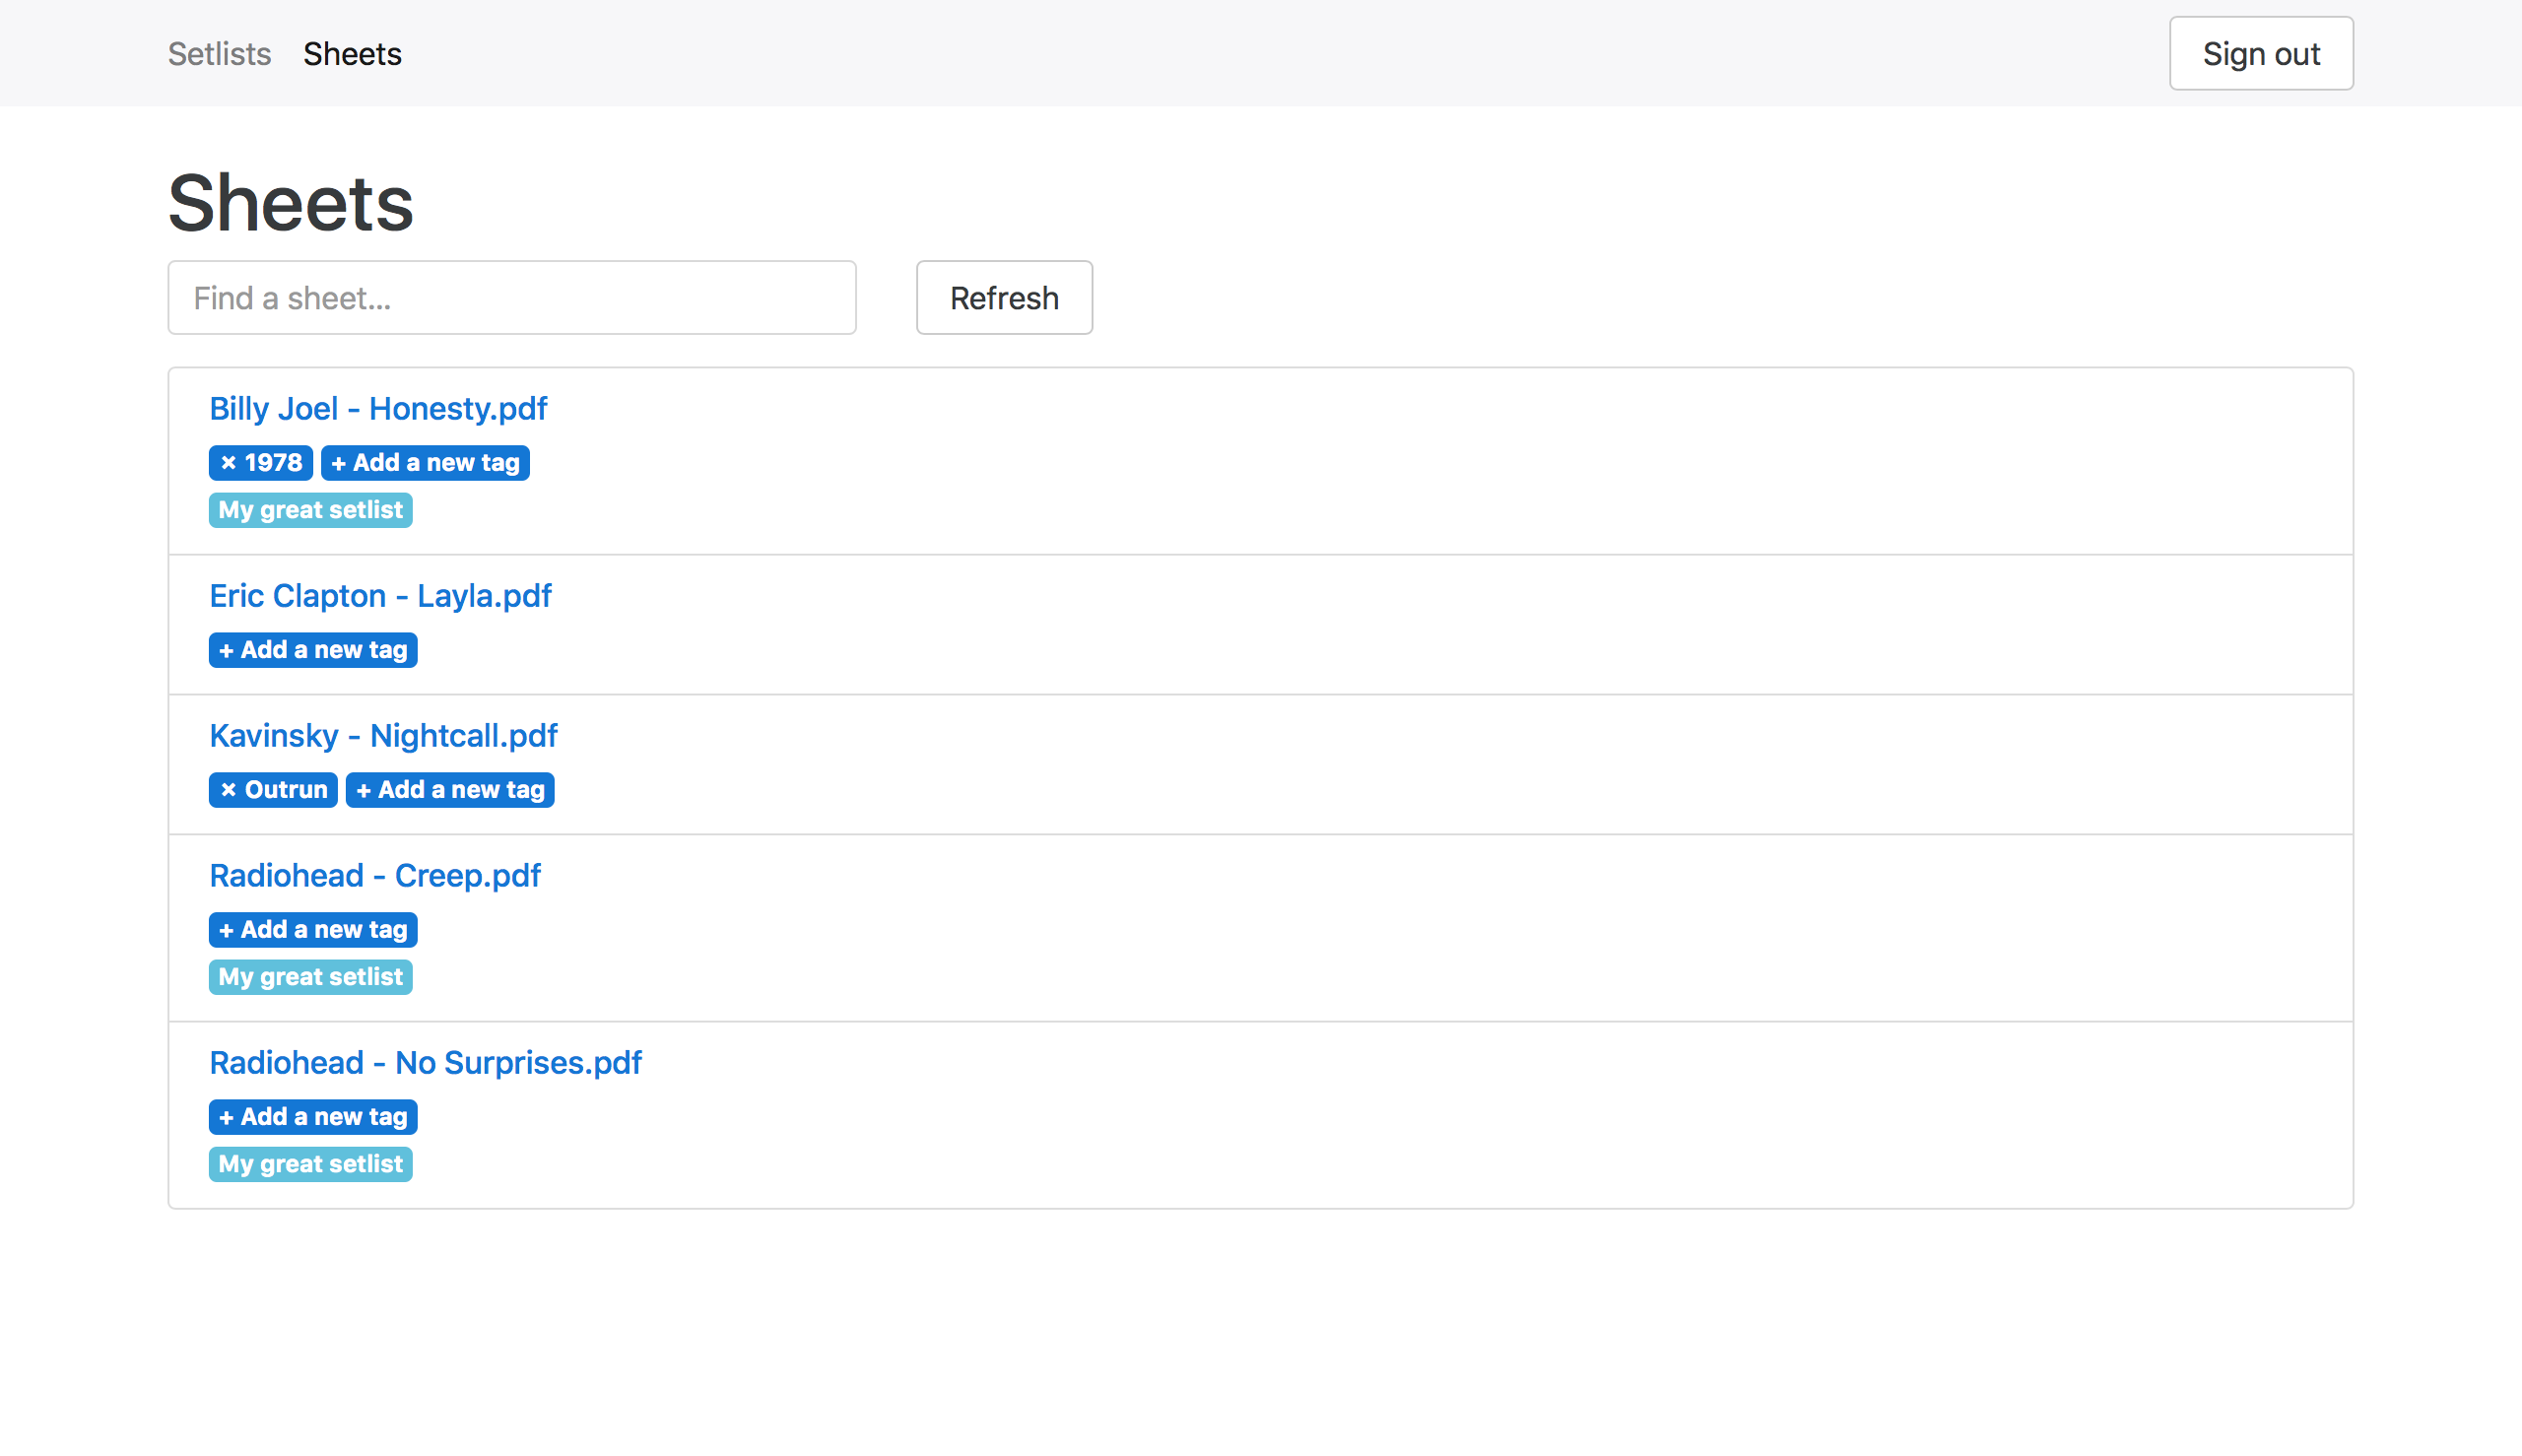 Setlists Sheets Sign out
Sheets
Find a sheet... Refresh
Billy Joel - Honesty.pdf
× 1978 + Add a new tag
My great setlist
Eric Clapton - Layla.pdf
+ Add a new tag
Kavinsky - Nightcall.pdf
× Outrun + Add a new tag
Radiohead - Creep.pdf
+ Add a new tag
My great setlist
Radiohead - No Surprises.pdf
+ Add a new tag
My great setlist